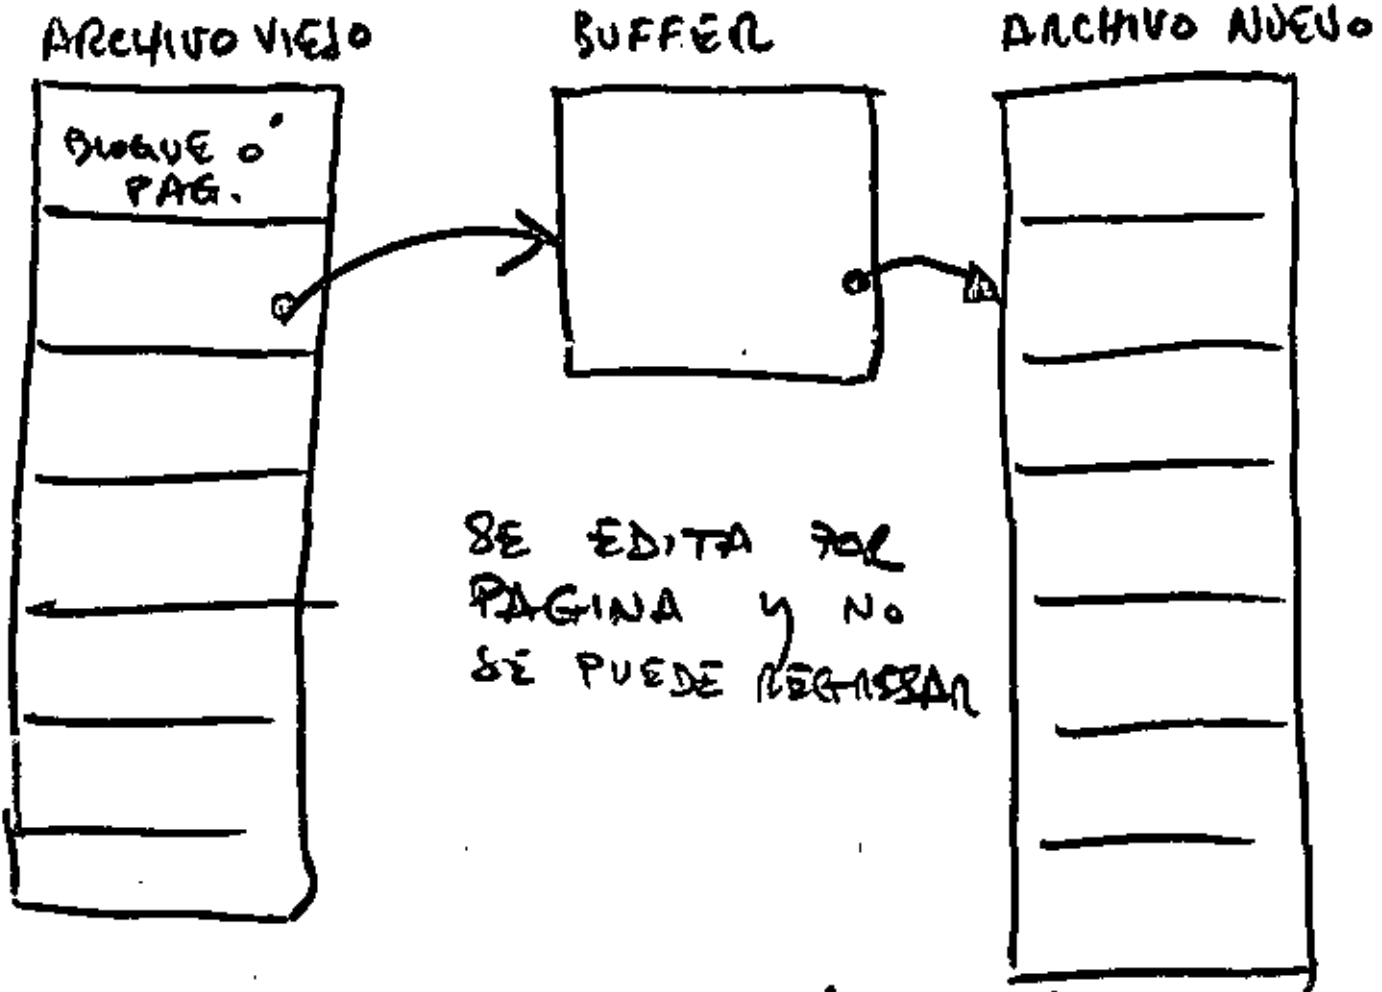 ARCHIVO VIEJO
BUFFER
ARCHIVO NUEVO
BLOQUE Ó
PAG.
SE EDITA POR
PAGINA Y NO
SE PUEDE REGRESAR